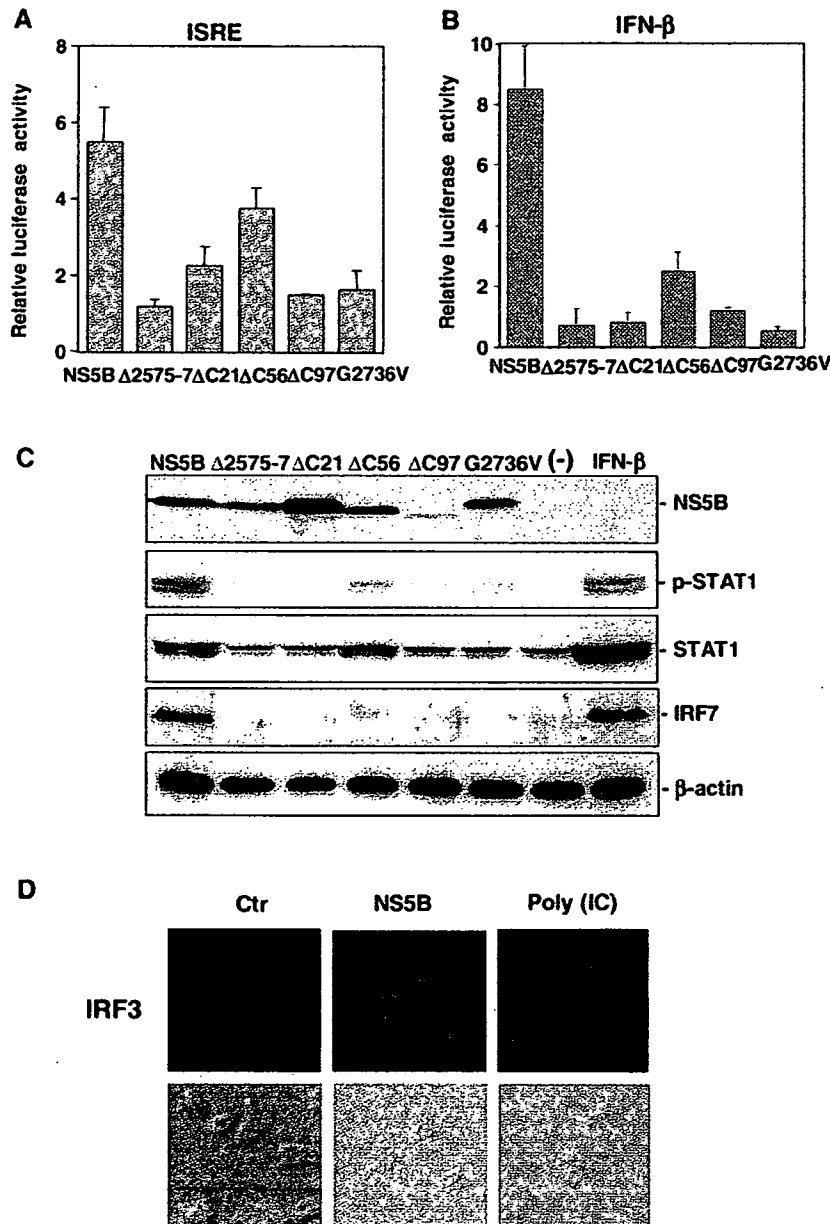 A
ISRE
Relative luciferase activity
8
6
4
2
0
NS5B Δ2575-7 ΔC21 ΔC56 ΔC97 G2736V
B
IFN-β
Relative luciferase activity
10
8
6
4
2
0
NS5B Δ2575-7 ΔC21 ΔC56 ΔC97 G2736V
C
NS5B Δ2575-7 ΔC21 ΔC56 ΔC97 G2736V (-) IFN-β
- NS5B
- p-STAT1
- STAT1
- IRF7
- β-actin
D
Ctr NS5B Poly (IC)
IRF3